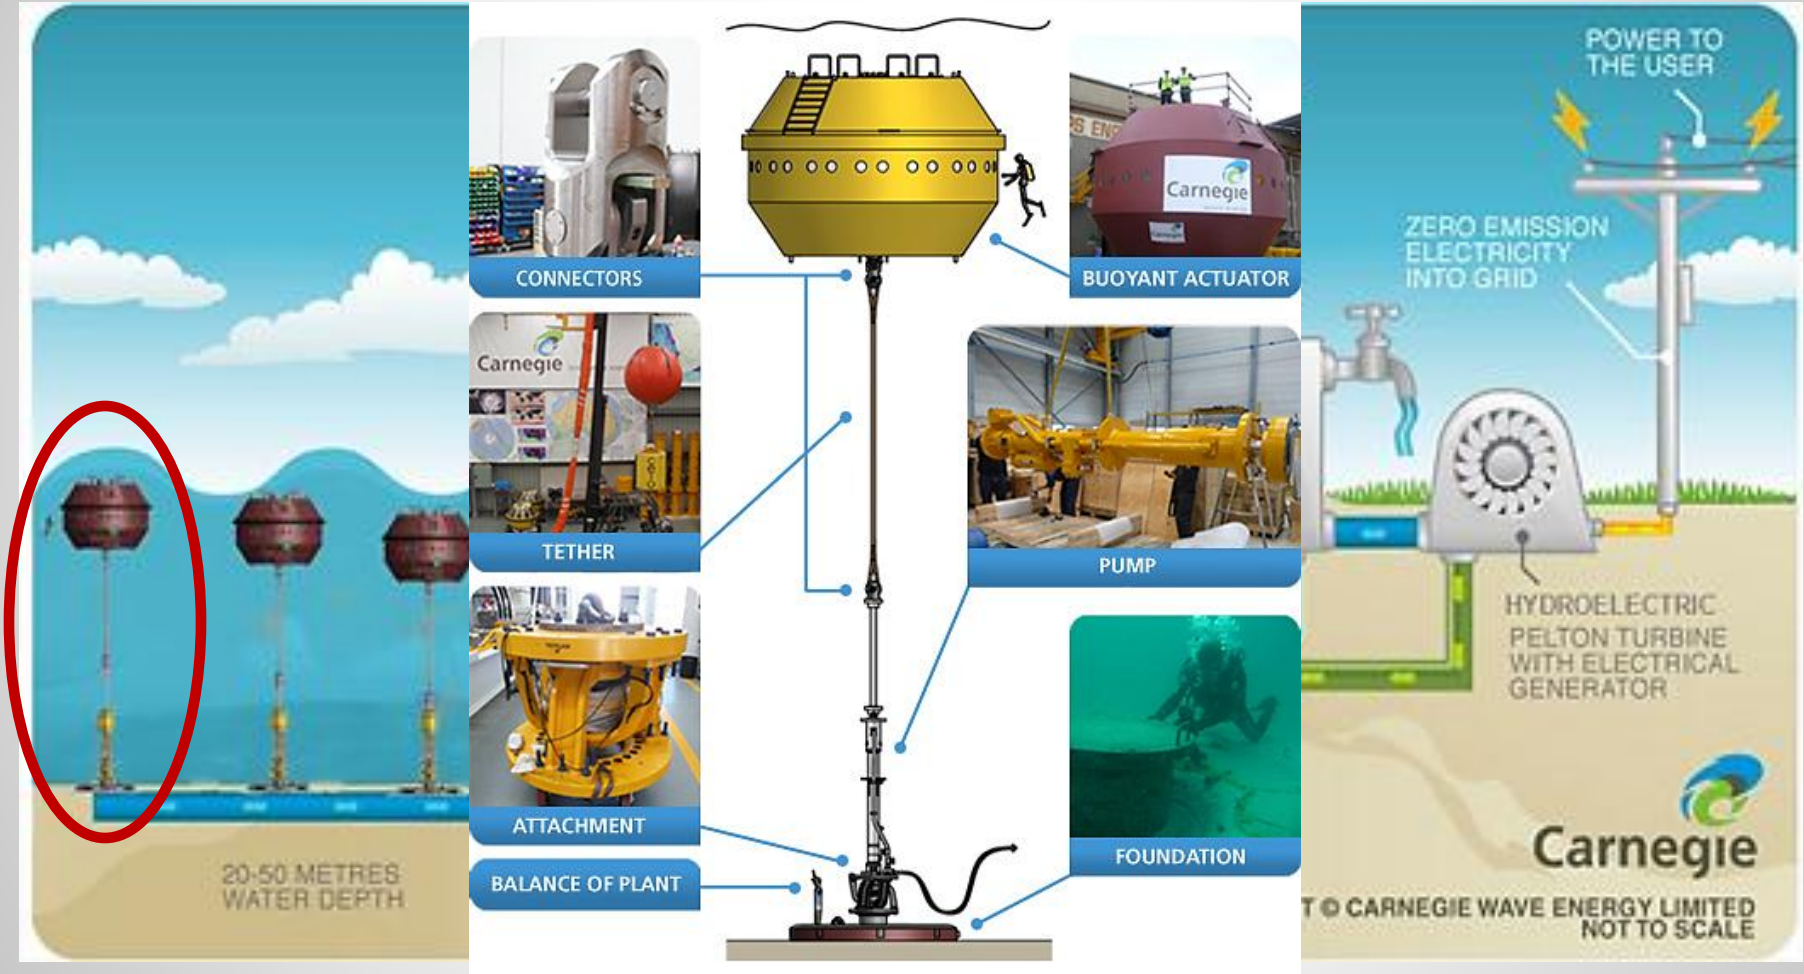 POWER TO
THE USER
ZERO EMISSION
ELECTRICITY
INTO GRID
HYDROELECTRIC
PELTON TURBINE
WITH ELECTRICAL
GENERATOR
20-50 METRES
WATER DEPTH
CONNECTORS
Carnegie
TETHER
ATTACHMENT
BALANCE OF PLANT
S ENG
Carnegie
Carnegie
BUOYANT ACTUATOR
PUMP
FOUNDATION
Carnegie
T © CARNEGIE WAVE ENERGY LIMITED
NOT TO SCALE